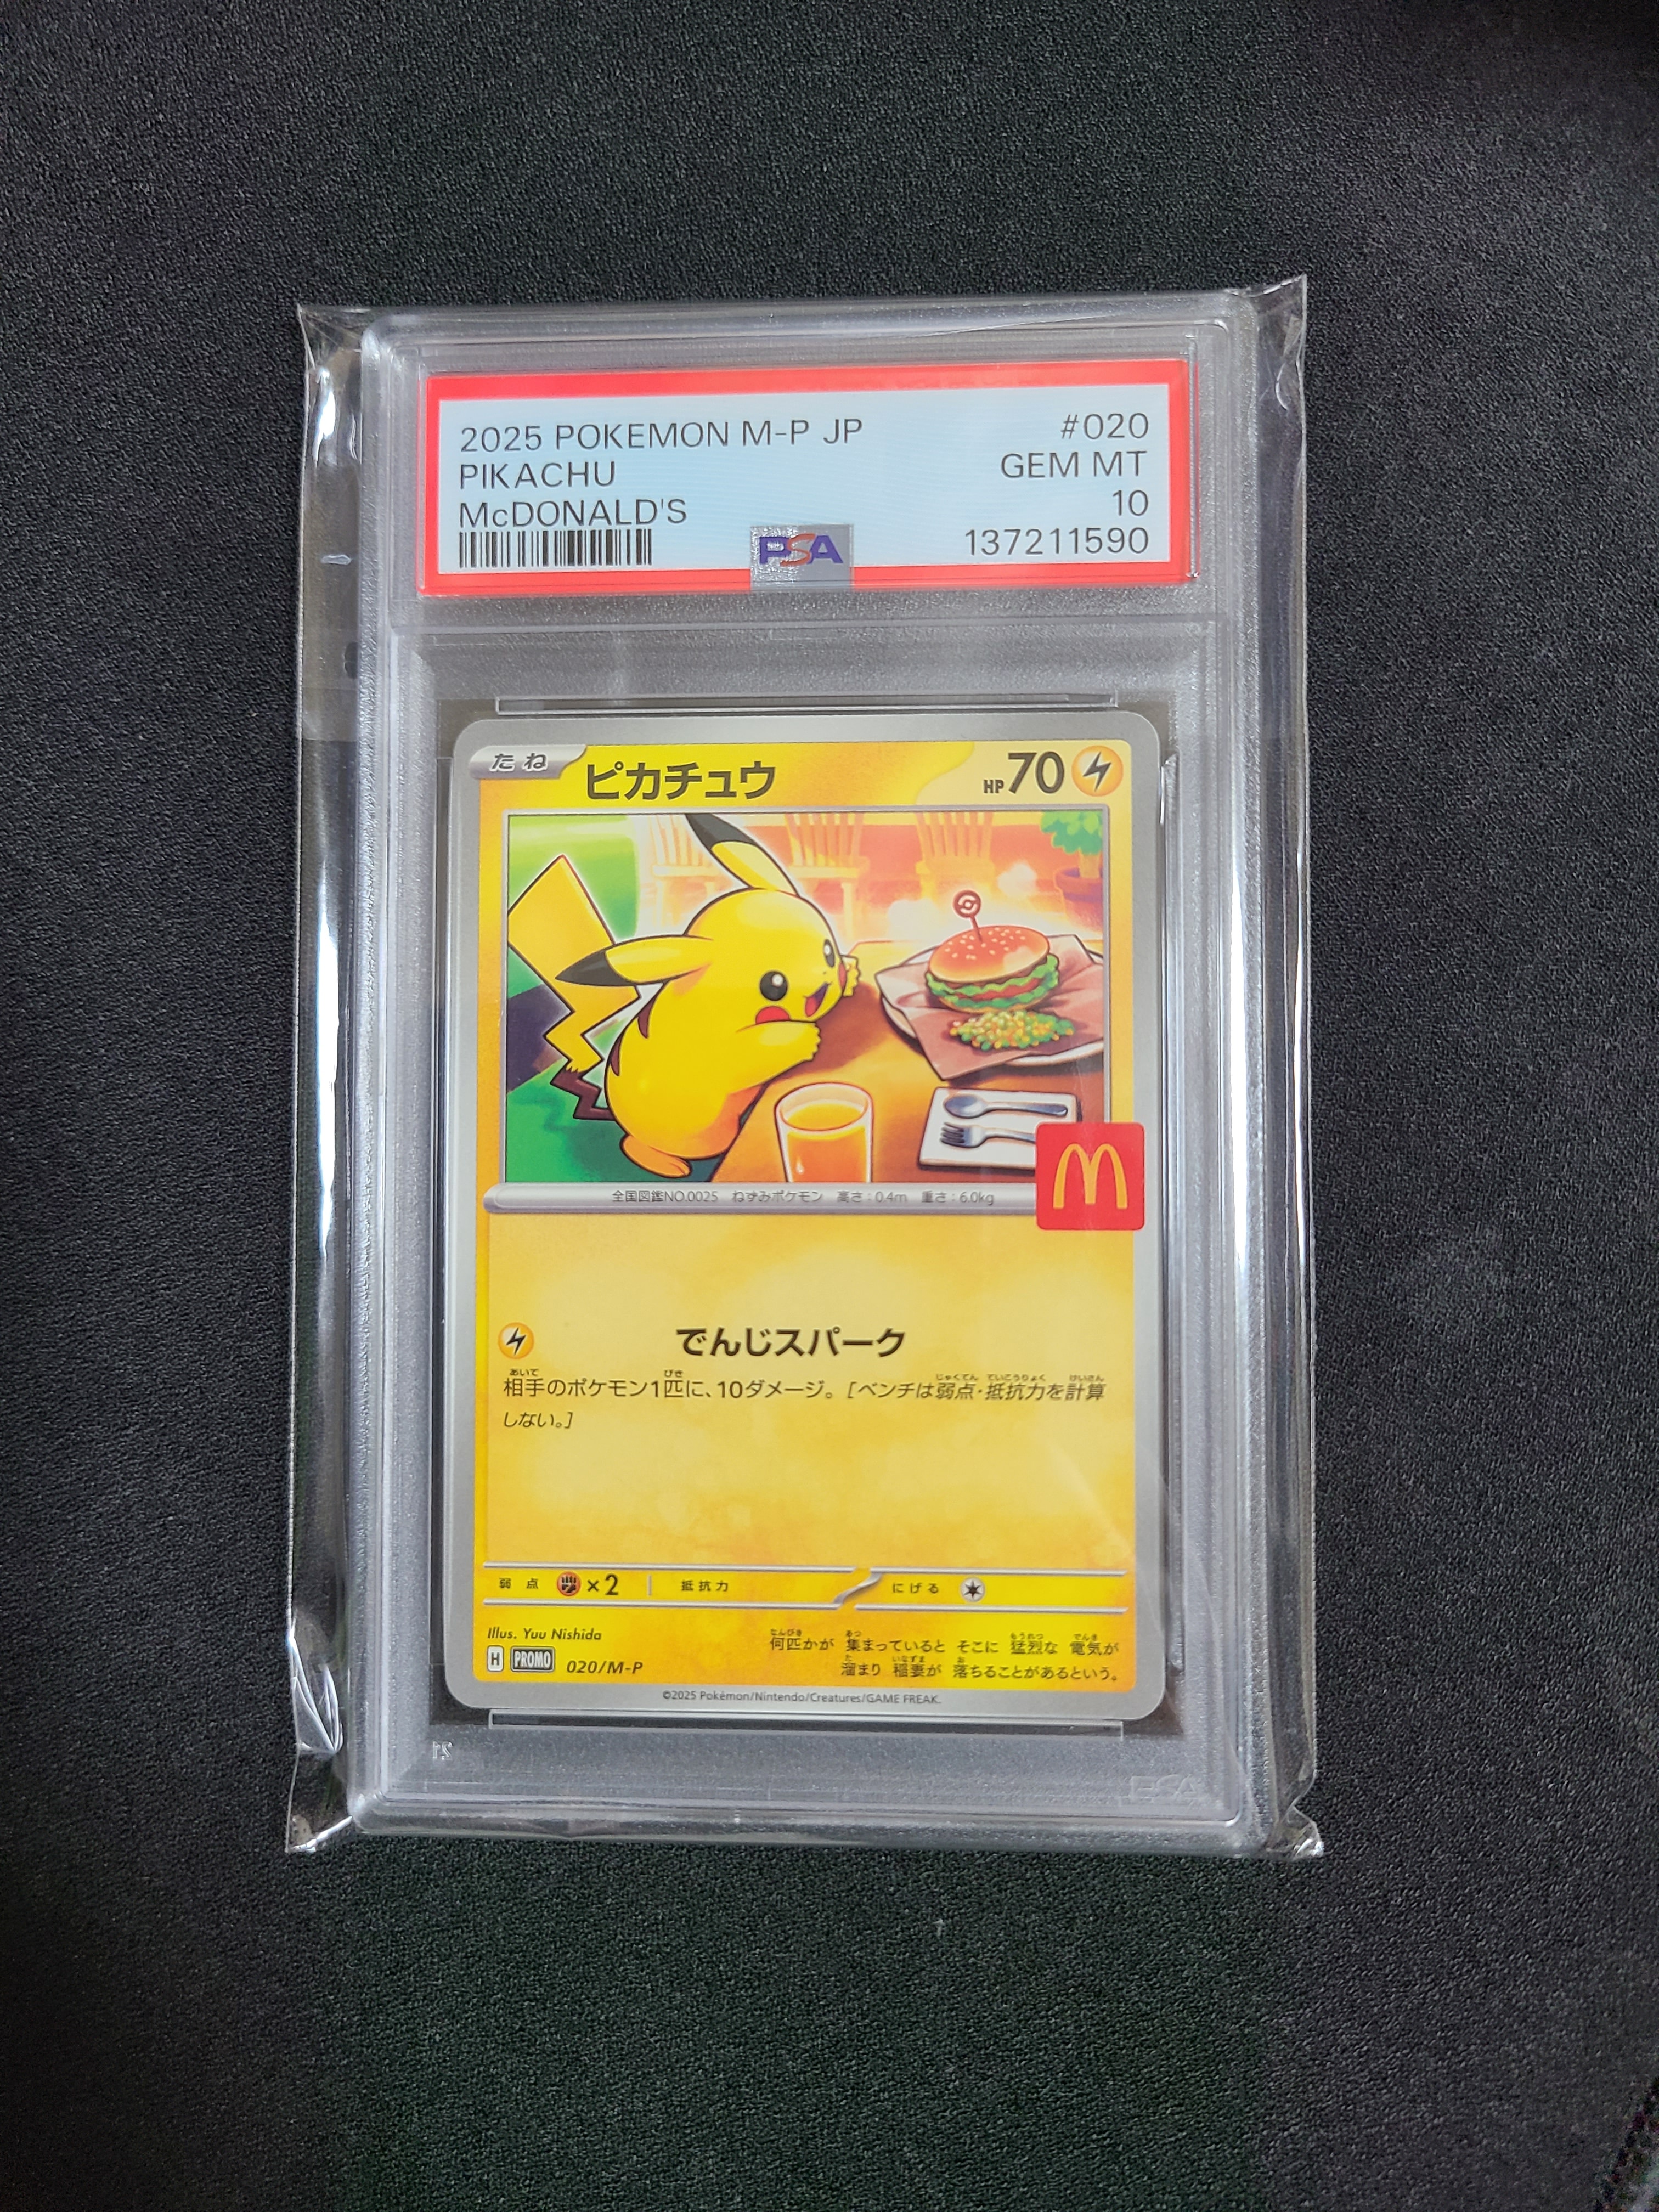 2025 POKEMON M-P JP #020
PIKACHU GEM MT
McDONALD'S 10
PSA 137211590
たね ピカチュウ HP70
全国図鑑NO.0025 ねずみポケモン 高さ:0.4m 重さ:6.0kg
でんじスパーク
相手のポケモン1匹に、10ダメージ。[ベンチは弱点・抵抗力を計算
しない。]
弱点 ×2 抵抗力 にげる
Illus. Yuu Nishida
何匹かが 集まっていると そこに 猛烈な 電気が
溜まり 稲妻が 落ちることがあるという。
H PROMO 020/M-P
©2025 Pokémon/Nintendo/Creatures/GAME FREAK.
PSA